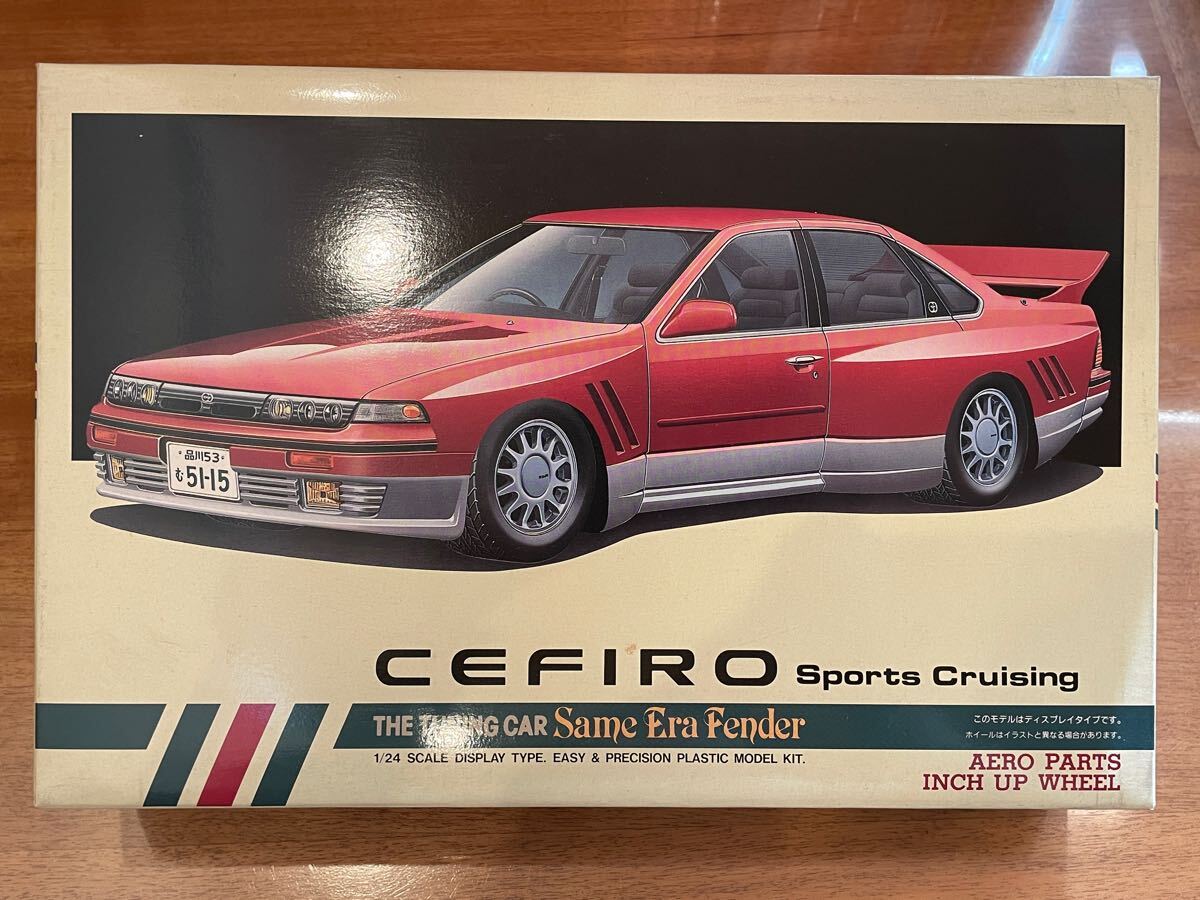 品川53
む 51-15
CEFIRO Sports Cruising
THE TUNING CAR Same Era Fender
このモデルはディスプレイタイプです。
ホイールはイラストと異なる場合があります。
1/24 SCALE DISPLAY TYPE. EASY & PRECISION PLASTIC MODEL KIT.
AERO PARTS
INCH UP WHEEL